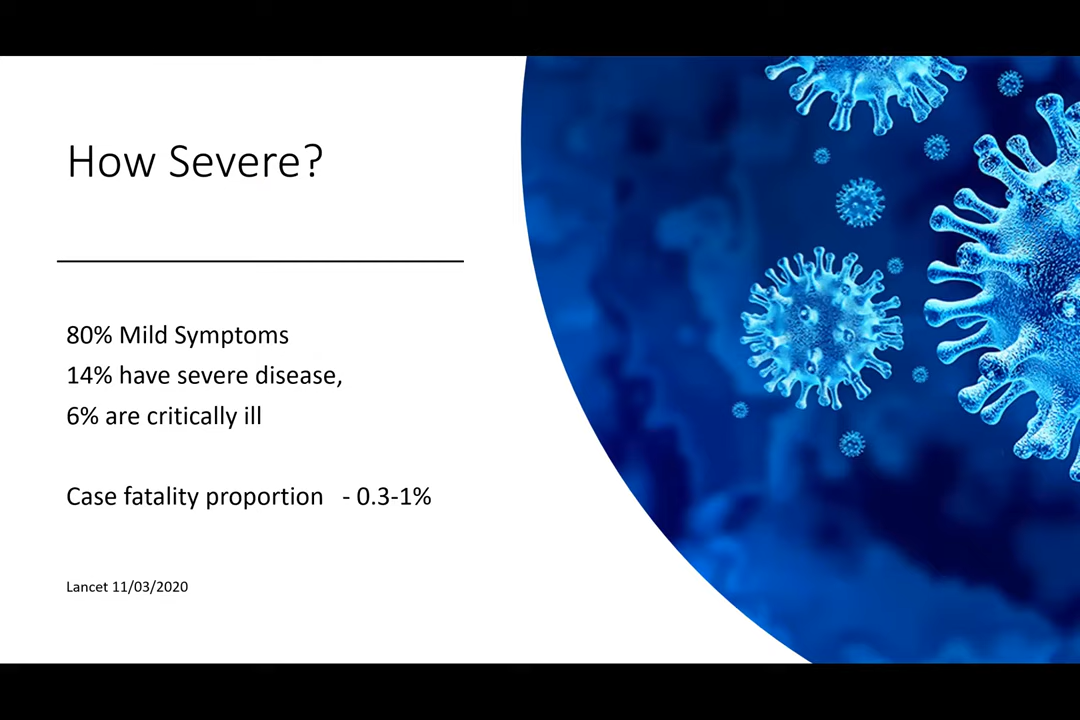 How Severe?
80% Mild Symptoms
14% have severe disease,
6% are critically ill
Case fatality proportion - 0.3-1%
Lancet 11/03/2020